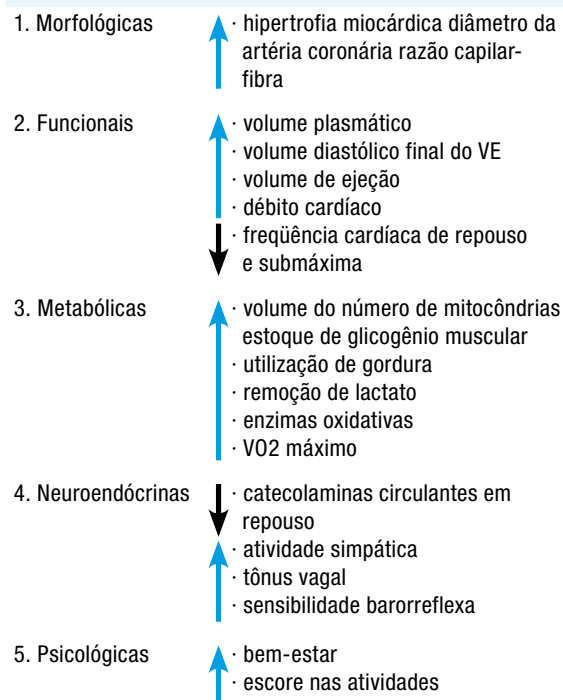 1. Morfológicas · hipertrofia miocárdica diâmetro da
artéria coronária razão capilar-
fibra
2. Funcionais · volume plasmático
· volume diastólico final do VE
· volume de ejeção
· débito cardíaco
· freqüência cardíaca de repouso
e submáxima
3. Metabólicas · volume do número de mitocôndrias
estoque de glicogênio muscular
· utilização de gordura
· remoção de lactato
· enzimas oxidativas
· VO2 máximo
4. Neuroendócrinas · catecolaminas circulantes em
repouso
· atividade simpática
· tônus vagal
· sensibilidade barorreflexa
5. Psicológicas · bem-estar
· escore nas atividades